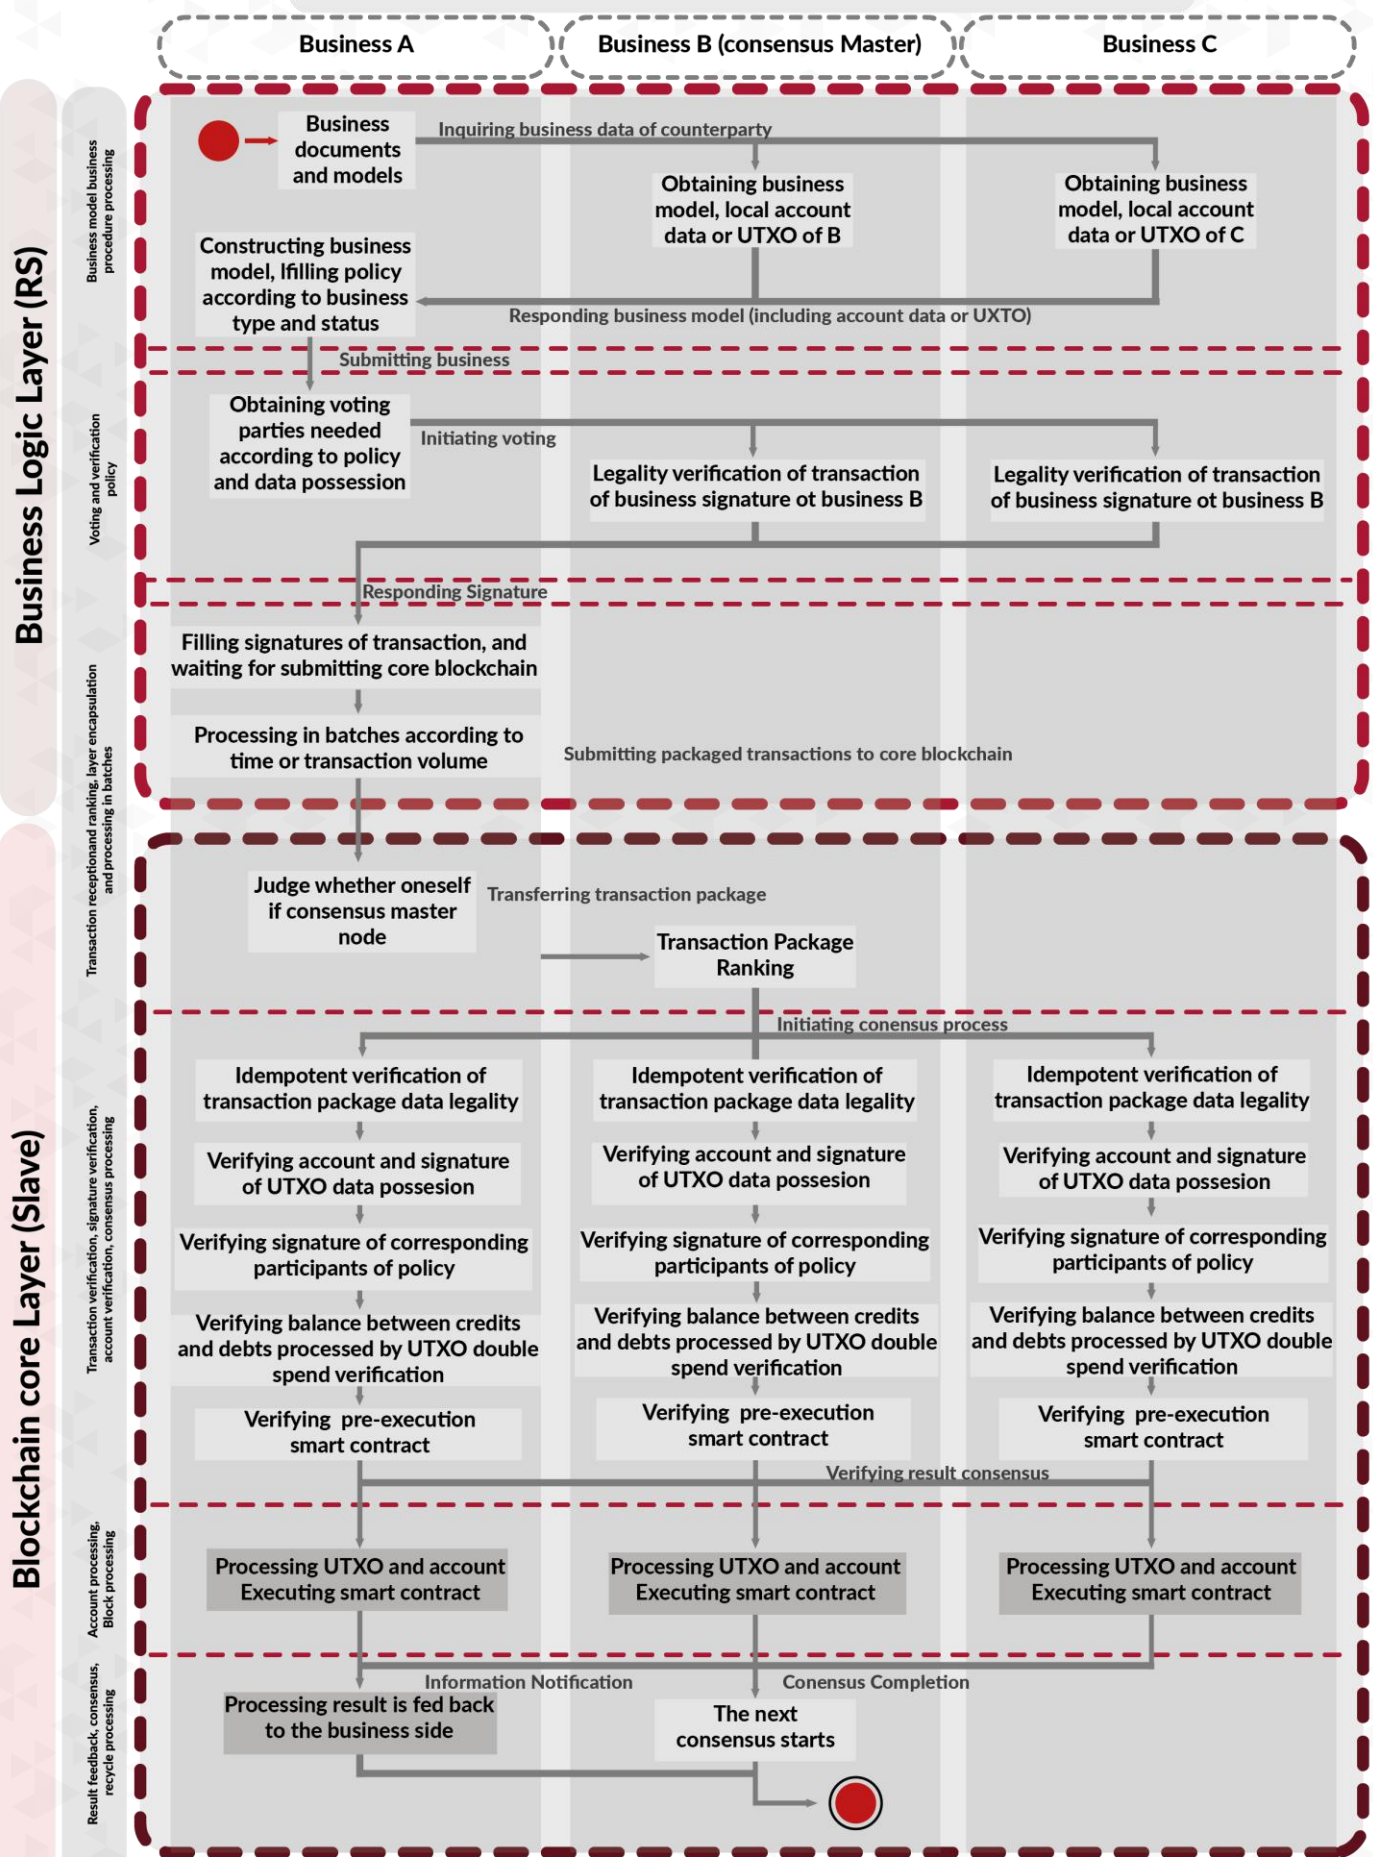 Business A
Business B (consensus Master)
Business C
Business Logic Layer (RS)
Business model business
procedure processing
Business
documents
and models
Inquiring business data of counterparty
Obtaining business
model, local account
data or UTXO of B
Obtaining business
model, local account
data or UTXO of C
Constructing business
model, lfilling policy
according to business
type and status
Responding business model (including account data or UXTO)
Submitting business
Voting and verification
policy
Obtaining voting
parties needed
according to policy
and data possession
Initiating voting
Legality verification of transaction
of business signature ot business B
Legality verification of transaction
of business signature ot business B
Responding Signature
Transaction receptionand ranking, layer encapsulation
and processing in batches
Filling signatures of transaction, and
waiting for submitting core blockchain
Processing in batches according to
time or transaction volume
Submitting packaged transactions to core blockchain
Blockchain core Layer (Slave)
Judge whether oneself
if consensus master
node
Transferring transaction package
Transaction Package
Ranking
Initiating conensus process
Transaction verification, signature verification,
account verification, consensus processing
Idempotent verification of
transaction package data legality
Idempotent verification of
transaction package data legality
Idempotent verification of
transaction package data legality
Verifying account and signature
of UTXO data possesion
Verifying account and signature
of UTXO data possesion
Verifying account and signature
of UTXO data possesion
Verifying signature of corresponding
participants of policy
Verifying signature of corresponding
participants of policy
Verifying signature of corresponding
participants of policy
Verifying balance between credits
and debts processed by UTXO double
spend verification
Verifying balance between credits
and debts processed by UTXO double
spend verification
Verifying balance between credits
and debts processed by UTXO double
spend verification
Verifying pre-execution
smart contract
Verifying pre-execution
smart contract
Verifying pre-execution
smart contract
Verifying result consensus
Account processing,
Block processing
Processing UTXO and account
Executing smart contract
Processing UTXO and account
Executing smart contract
Processing UTXO and account
Executing smart contract
Result feedback, consensus,
recycle processing
Information Notification
Conensus Completion
Processing result is fed back
to the business side
The next
consensus starts